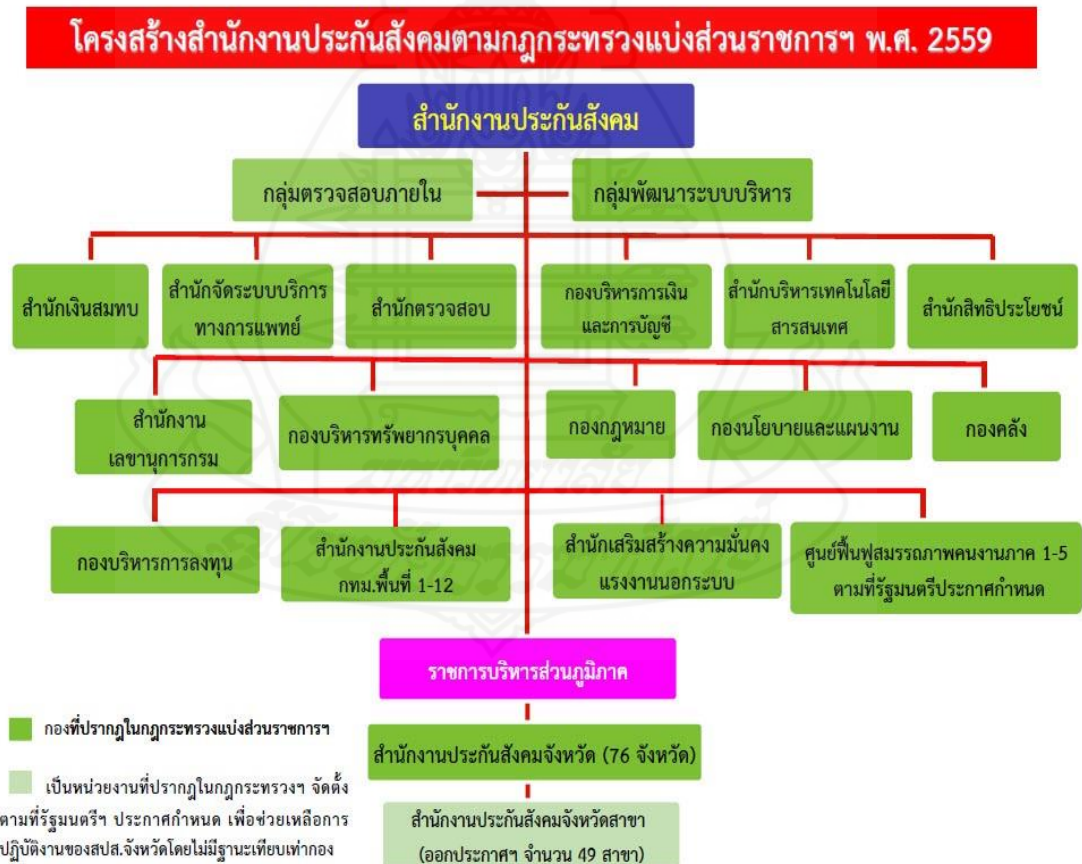 โครงสร้างสำนักงานประกันสังคมตามกฎกระทรวงแบ่งส่วนราชการฯ พ.ศ. 2559
สำนักงานประกันสังคม
กลุ่มตรวจสอบภายใน
กลุ่มพัฒนาระบบบริหาร
สำนักเงินสมทบ
สำนักจัดระบบบริการ
ทางการแพทย์
สำนักตรวจสอบ
กองบริหารการเงิน
และการบัญชี
สำนักบริหารเทคโนโลยี
สารสนเทศ
สำนักสิทธิประโยชน์
สำนักงาน
เลขานุการกรม
กองบริหารทรัพยากรบุคคล
กองกฎหมาย
กองนโยบายและแผนงาน
กองคลัง
กองบริหารการลงทุน
สำนักงานประกันสังคม
กทม.พื้นที่ 1-12
สำนักเสริมสร้างความมั่นคง
แรงงานนอกระบบ
ศูนย์ฟื้นฟูสมรรถภาพคนงานภาค 1-5
ตามที่รัฐมนตรีประกาศกำหนด
ราชการบริหารส่วนภูมิภาค
สำนักงานประกันสังคมจังหวัด (76 จังหวัด)
สำนักงานประกันสังคมจังหวัดสาขา
(ออกประกาศฯ จำนวน 49 สาขา)
กองที่ปรากฏในกฎกระทรวงแบ่งส่วนราชการฯ
เป็นหน่วยงานที่ปรากฏในกฎกระทรวงฯ จัดตั้ง
ตามที่รัฐมนตรีฯ ประกาศกำหนด เพื่อช่วยเหลือการ
ปฏิบัติงานของสปส.จังหวัดโดยไม่มีฐานะเทียบเท่ากอง